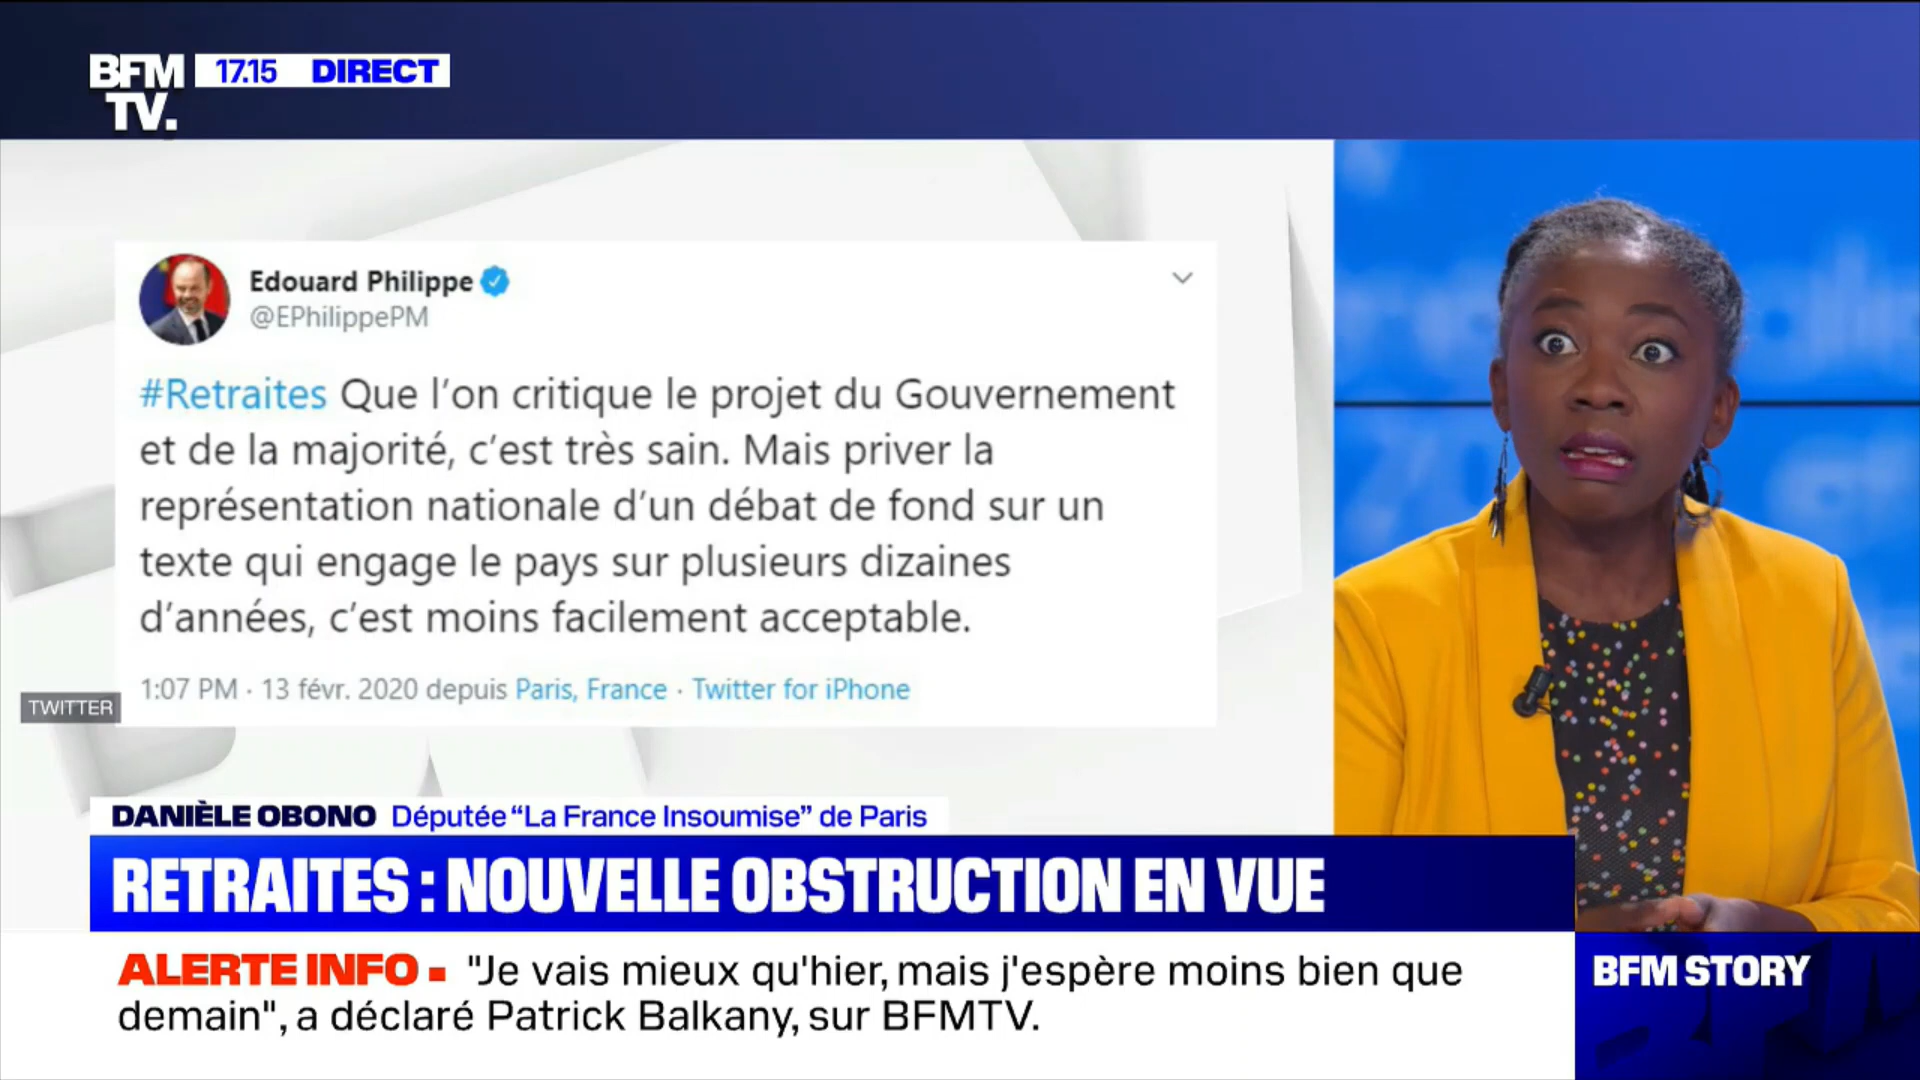 BFM
TV.
17.15 DIRECT
Edouard Philippe
@EPhilippePM
#Retraites Que l’on critique le projet du Gouvernement
et de la majorité, c’est très sain. Mais priver la
représentation nationale d’un débat de fond sur un
texte qui engage le pays sur plusieurs dizaines
d’années, c’est moins facilement acceptable.
1:07 PM · 13 févr. 2020 depuis Paris, France · Twitter for iPhone
TWITTER
DANIÈLE OBONO Députée “La France Insoumise” de Paris
RETRAITES : NOUVELLE OBSTRUCTION EN VUE
ALERTE INFO ▪ "Je vais mieux qu'hier, mais j'espère moins bien que
demain", a déclaré Patrick Balkany, sur BFMTV.
BFM STORY